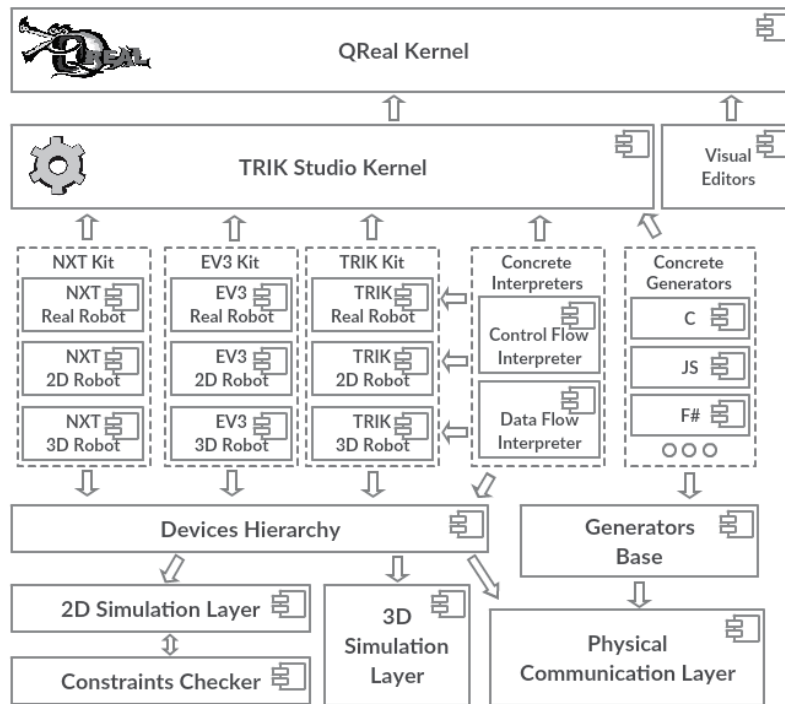 QREAL
QReal Kernel
TRIK Studio Kernel
Visual
Editors
NXT Kit
NXT
Real Robot
NXT
2D Robot
NXT
3D Robot
EV3 Kit
EV3
Real Robot
EV3
2D Robot
EV3
3D Robot
TRIK Kit
TRIK
Real Robot
TRIK
2D Robot
TRIK
3D Robot
Concrete
Interpreters
Control Flow
Interpreter
Data Flow
Interpreter
Concrete
Generators
C
JS
F#
Devices Hierarchy
Generators
Base
2D Simulation Layer
3D
Simulation
Layer
Physical
Communication Layer
Constraints Checker